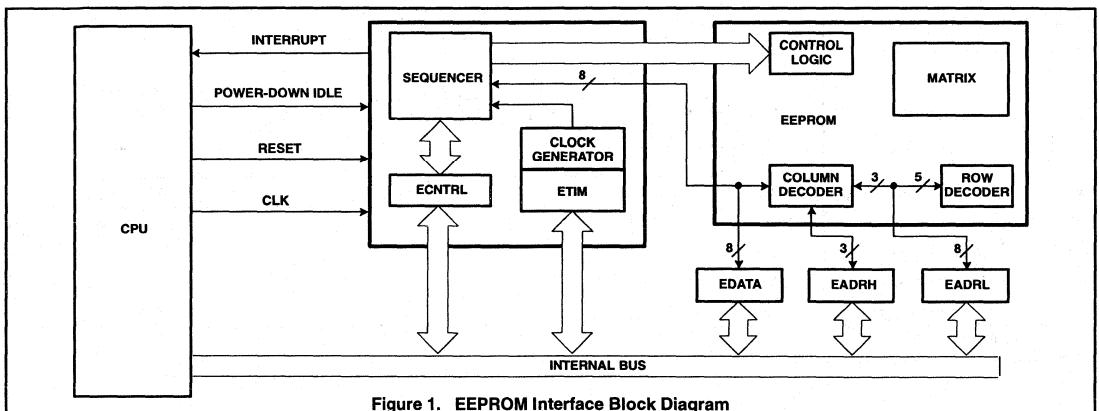 CPU
INTERRUPT
POWER-DOWN IDLE
RESET
CLK
SEQUENCER
8
CLOCK
GENERATOR
ECNTRL
ETIM
CONTROL
LOGIC
MATRIX
EEPROM
COLUMN
DECODER
3
5
ROW
DECODER
8
3
8
EDATA
EADRH
EADRL
INTERNAL BUS
Figure 1. EEPROM Interface Block Diagram